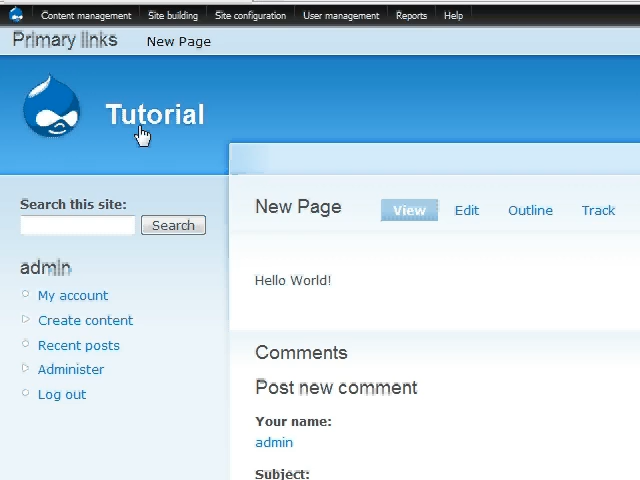 Content management Site building Site configuration User management Reports Help
Primary links New Page
Tutorial
Search this site:
Search
admin
My account
Create content
Recent posts
Administer
Log out
New Page View Edit Outline Track
Hello World!
Comments
Post new comment
Your name:
admin
Subject: